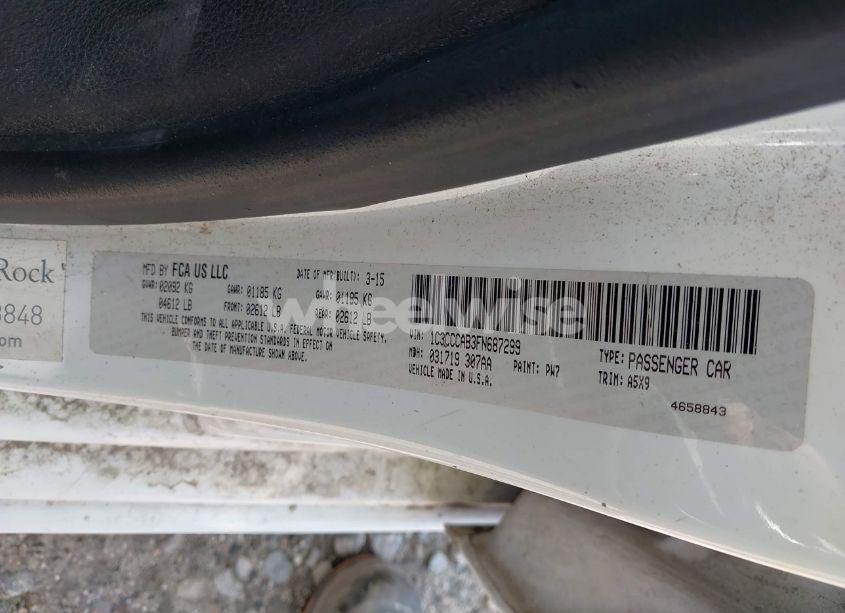 Rock
8848
com
MFD BY FCA US LLC DATE OF MFR(BUILT): 3-15
GVWR: 02092 KG GAWR: 01185 KG GAWR: 01185 KG
04612 LB FRONT: 02612 LB REAR: 02612 LB
THIS VEHICLE CONFORMS TO ALL APPLICABLE U.S.A. FEDERAL MOTOR VEHICLE SAFETY,
BUMPER AND THEFT PREVENTION STANDARDS IN EFFECT ON
THE DATE OF MANUFACTURE SHOWN ABOVE.
VIN: 1C3CCCAB3FN687299 TYPE: PASSENGER CAR
MDH: 031719 307AA PAINT: PW7 TRIM: A5X9
VEHICLE MADE IN U.S.A.
4658843
wheelwise